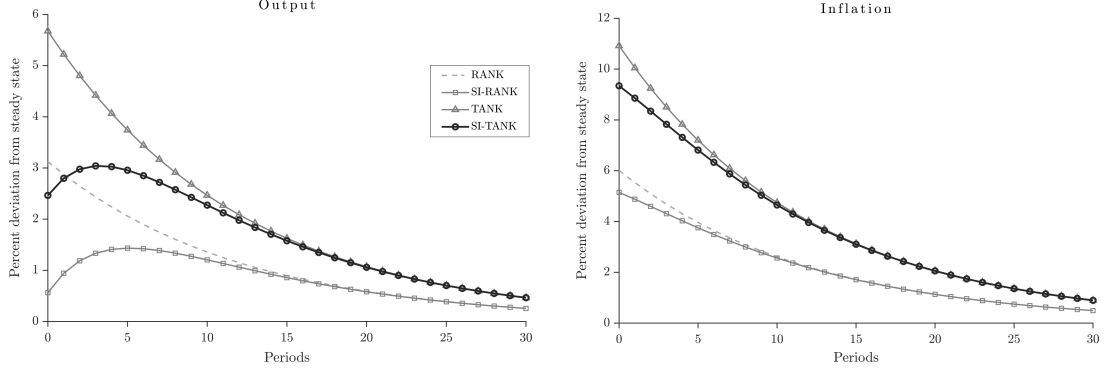 Output
Percent deviation from steady state
6
5
4
3
2
1
0
0 5 10 15 20 25 30
Periods
RANK
SI-RANK
TANK
SI-TANK
Inflation
Percent deviation from steady state
12
10
8
6
4
2
0
0 5 10 15 20 25 30
Periods